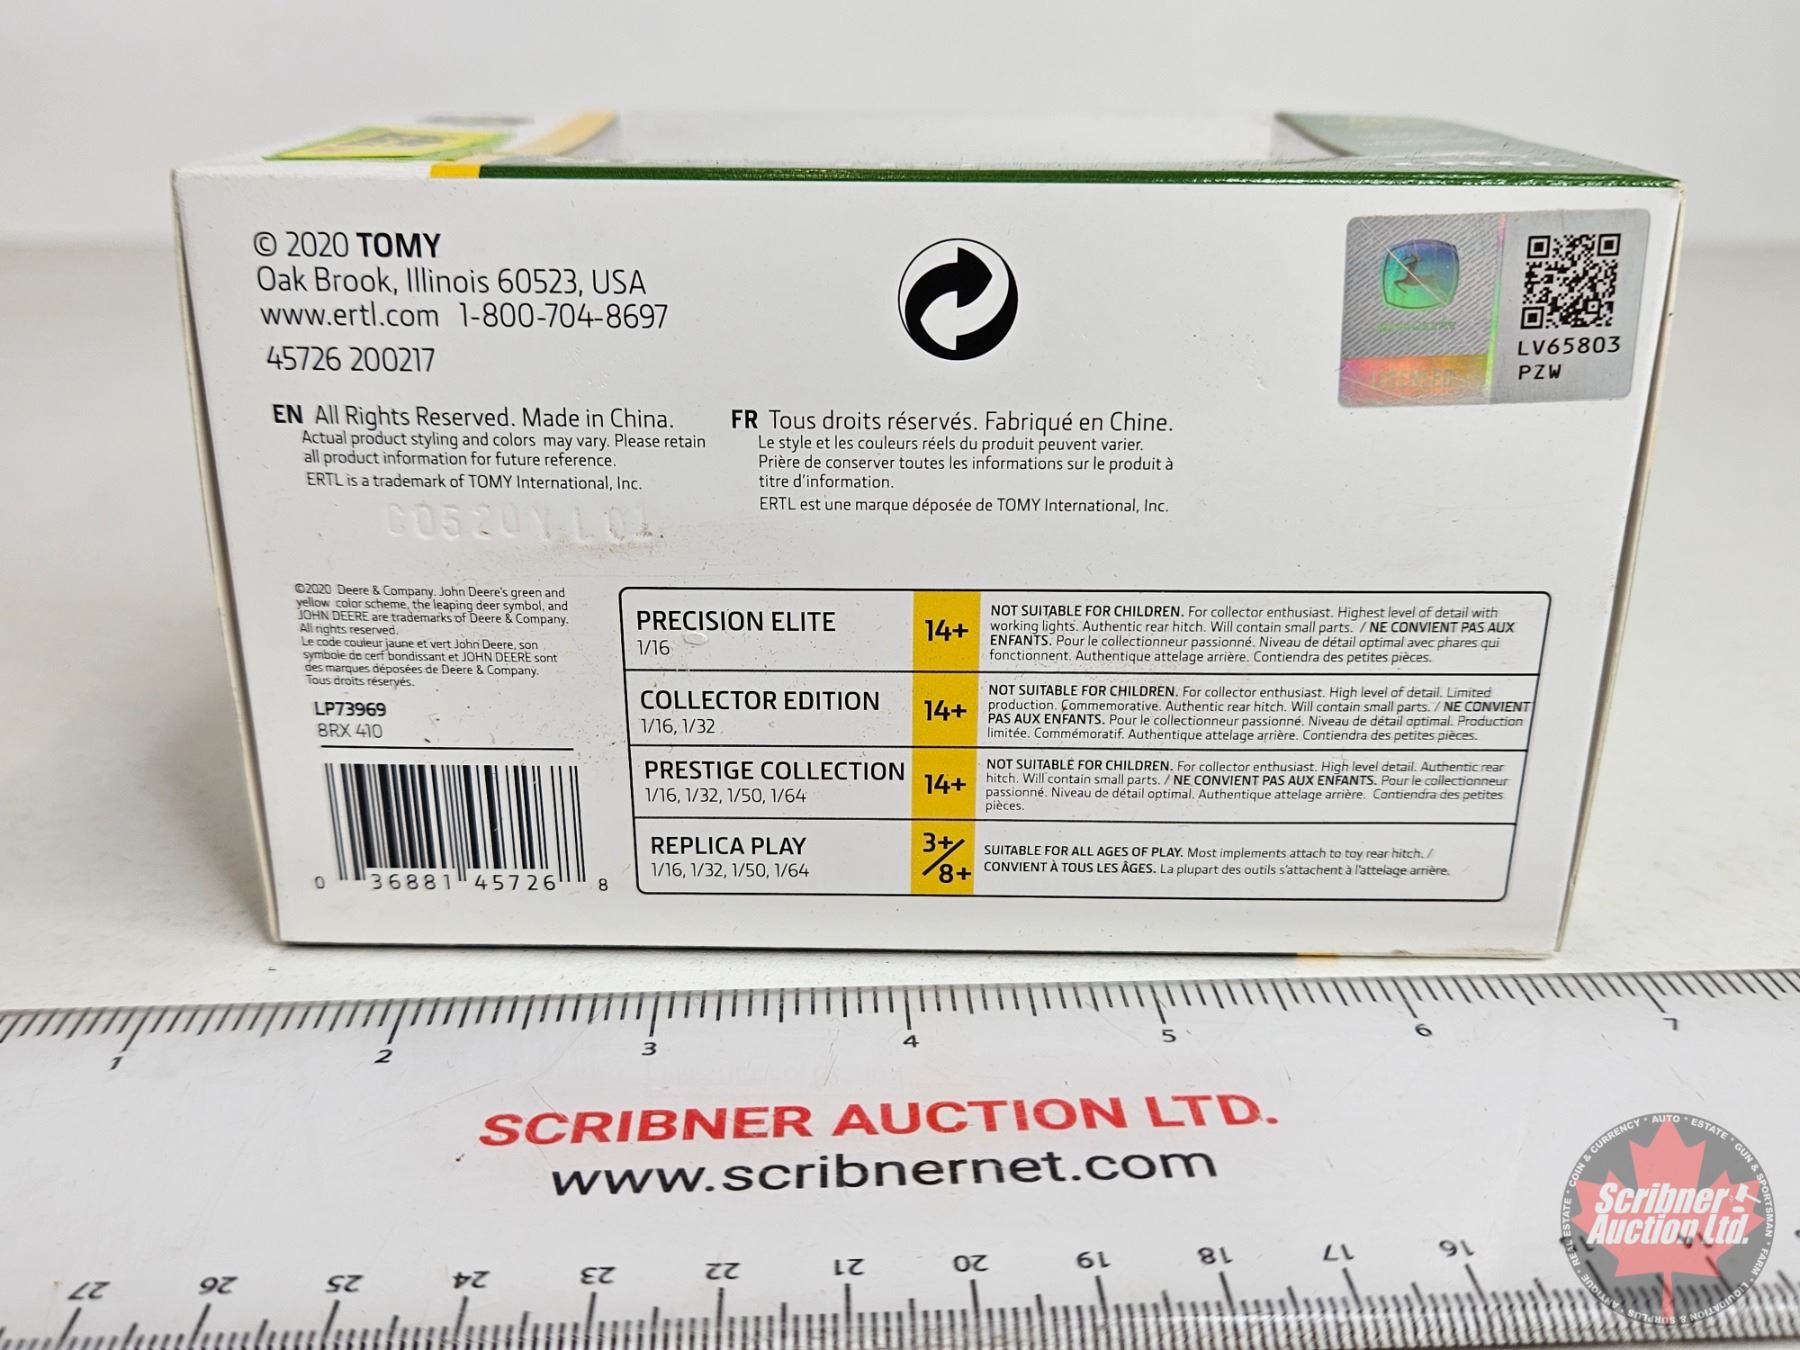 © 2020 TOMY
Oak Brook, Illinois 60523, USA
www.ertl.com 1-800-704-8697
45726 200217
LV65803
PZW
EN All Rights Reserved. Made in China.
Actual product styling and colors may vary. Please retain
all product information for future reference.
ERTL is a trademark of TOMY International, Inc.
FR Tous droits réservés. Fabriqué en Chine.
Le style et les couleurs réels du produit peuvent varier.
Prière de conserver toutes les informations sur le produit à
titre d'information.
ERTL est une marque déposée de TOMY International, Inc.
©2020 Deere & Company. John Deere's green and
yellow color scheme, the leaping deer symbol, and
JOHN DEERE are trademarks of Deere & Company.
All rights reserved.
Le code couleur jaune et vert John Deere, son
symbole de cerf bondissant et JOHN DEERE sont
des marques déposées de Deere & Company.
Tous droits réservés.
LP73969
8RX 410
0 36881 45726 8
PRECISION ELITE
1/16
14+
NOT SUITABLE FOR CHILDREN. For collector enthusiast. Highest level of detail with
working lights. Authentic rear hitch. Will contain small parts. / NE CONVIENT PAS AUX
ENFANTS. Pour le collectionneur passionné. Niveau de détail optimal avec phares qui
fonctionnent. Authentique attelage arrière. Contiendra des petites pièces.
COLLECTOR EDITION
1/16, 1/32
14+
NOT SUITABLE FOR CHILDREN. For collector enthusiast. High level of detail. Limited
production. Commemorative. Authentic rear hitch. Will contain small parts. / NE CONVIENT
PAS AUX ENFANTS. Pour le collectionneur passionné. Niveau de détail optimal. Production
limitée. Commémoratif. Authentique attelage arrière. Contiendra des petites pièces.
PRESTIGE COLLECTION
1/16, 1/32, 1/50, 1/64
14+
NOT SUITABLE FOR CHILDREN. For collector enthusiast. High level detail. Authentic rear
hitch. Will contain small parts. / NE CONVIENT PAS AUX ENFANTS. Pour le collectionneur
passionné. Niveau de détail optimal. Authentique attelage arrière. Contiendra des petites
pièces.
REPLICA PLAY
1/16, 1/32, 1/50, 1/64
3+/8+
SUITABLE FOR ALL AGES OF PLAY. Most implements attach to toy rear hitch. /
CONVIENT À TOUS LES ÂGES. La plupart des outils s'attachent à l'attelage arrière.
1 2 3 4 5 6 7
SCRIBNER AUCTION LTD.
www.scribnernet.com
27 26 25 24 23 22 21 20 19 18 17 16
Scribner
Auction Ltd.
COIN & CURRENCY • AUTO • ESTATE • GUN & SPORTSMAN • FARM • LIQUIDATION & SURPLUS • ANTIQUE • REAL ESTATE